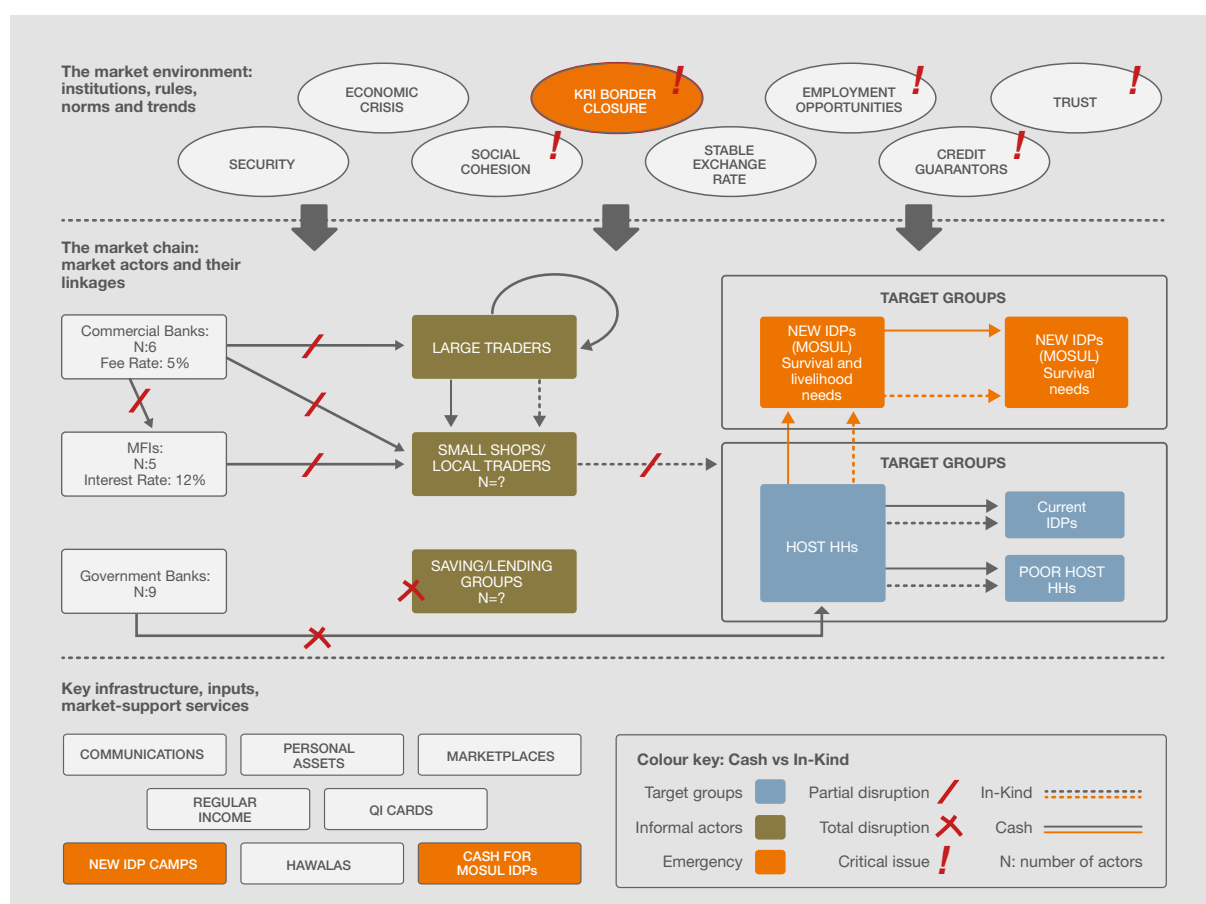 The market environment:
institutions, rules,
norms and trends
ECONOMIC
CRISIS
KRI BORDER
CLOSURE
!
EMPLOYMENT
OPPORTUNITIES
!
TRUST
!
SECURITY
SOCIAL
COHESION
!
STABLE
EXCHANGE
RATE
CREDIT
GUARANTORS
!
The market chain:
market actors and their
linkages
Commercial Banks:
N:6
Fee Rate: 5%
LARGE TRADERS
TARGET GROUPS
NEW IDPs
(MOSUL)
Survival and
livelihood
needs
NEW IDPs
(MOSUL)
Survival
needs
MFIs:
N:5
Interest Rate: 12%
SMALL SHOPS/
LOCAL TRADERS
N=?
TARGET GROUPS
HOST HHs
Current
IDPs
POOR HOST
HHs
Government Banks:
N:9
SAVING/LENDING
GROUPS
N=?
Key infrastructure, inputs,
market-support services
COMMUNICATIONS
PERSONAL
ASSETS
MARKETPLACES
REGULAR
INCOME
QI CARDS
NEW IDP CAMPS
HAWALAS
CASH FOR
MOSUL IDPs
Colour key: Cash vs In-Kind
Target groups
Partial disruption
In-Kind
Informal actors
Total disruption
Cash
Emergency
Critical issue !
N: number of actors